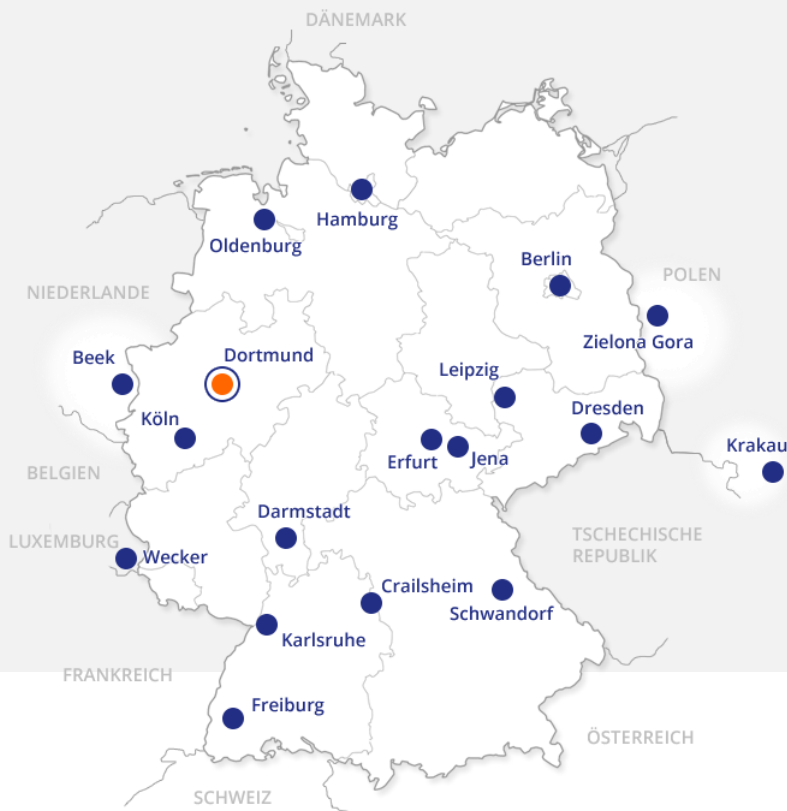 DÄNEMARK
Hamburg
Oldenburg
Berlin
POLEN
NIEDERLANDE
Zielona Gora
Beek
Dortmund
Leipzig
Dresden
Köln
Krakau
Erfurt
Jena
BELGIEN
Darmstadt
TSCHECHISCHE
REPUBLIK
LUXEMBURG
Wecker
Crailsheim
Schwandorf
Karlsruhe
FRANKREICH
Freiburg
ÖSTERREICH
SCHWEIZ